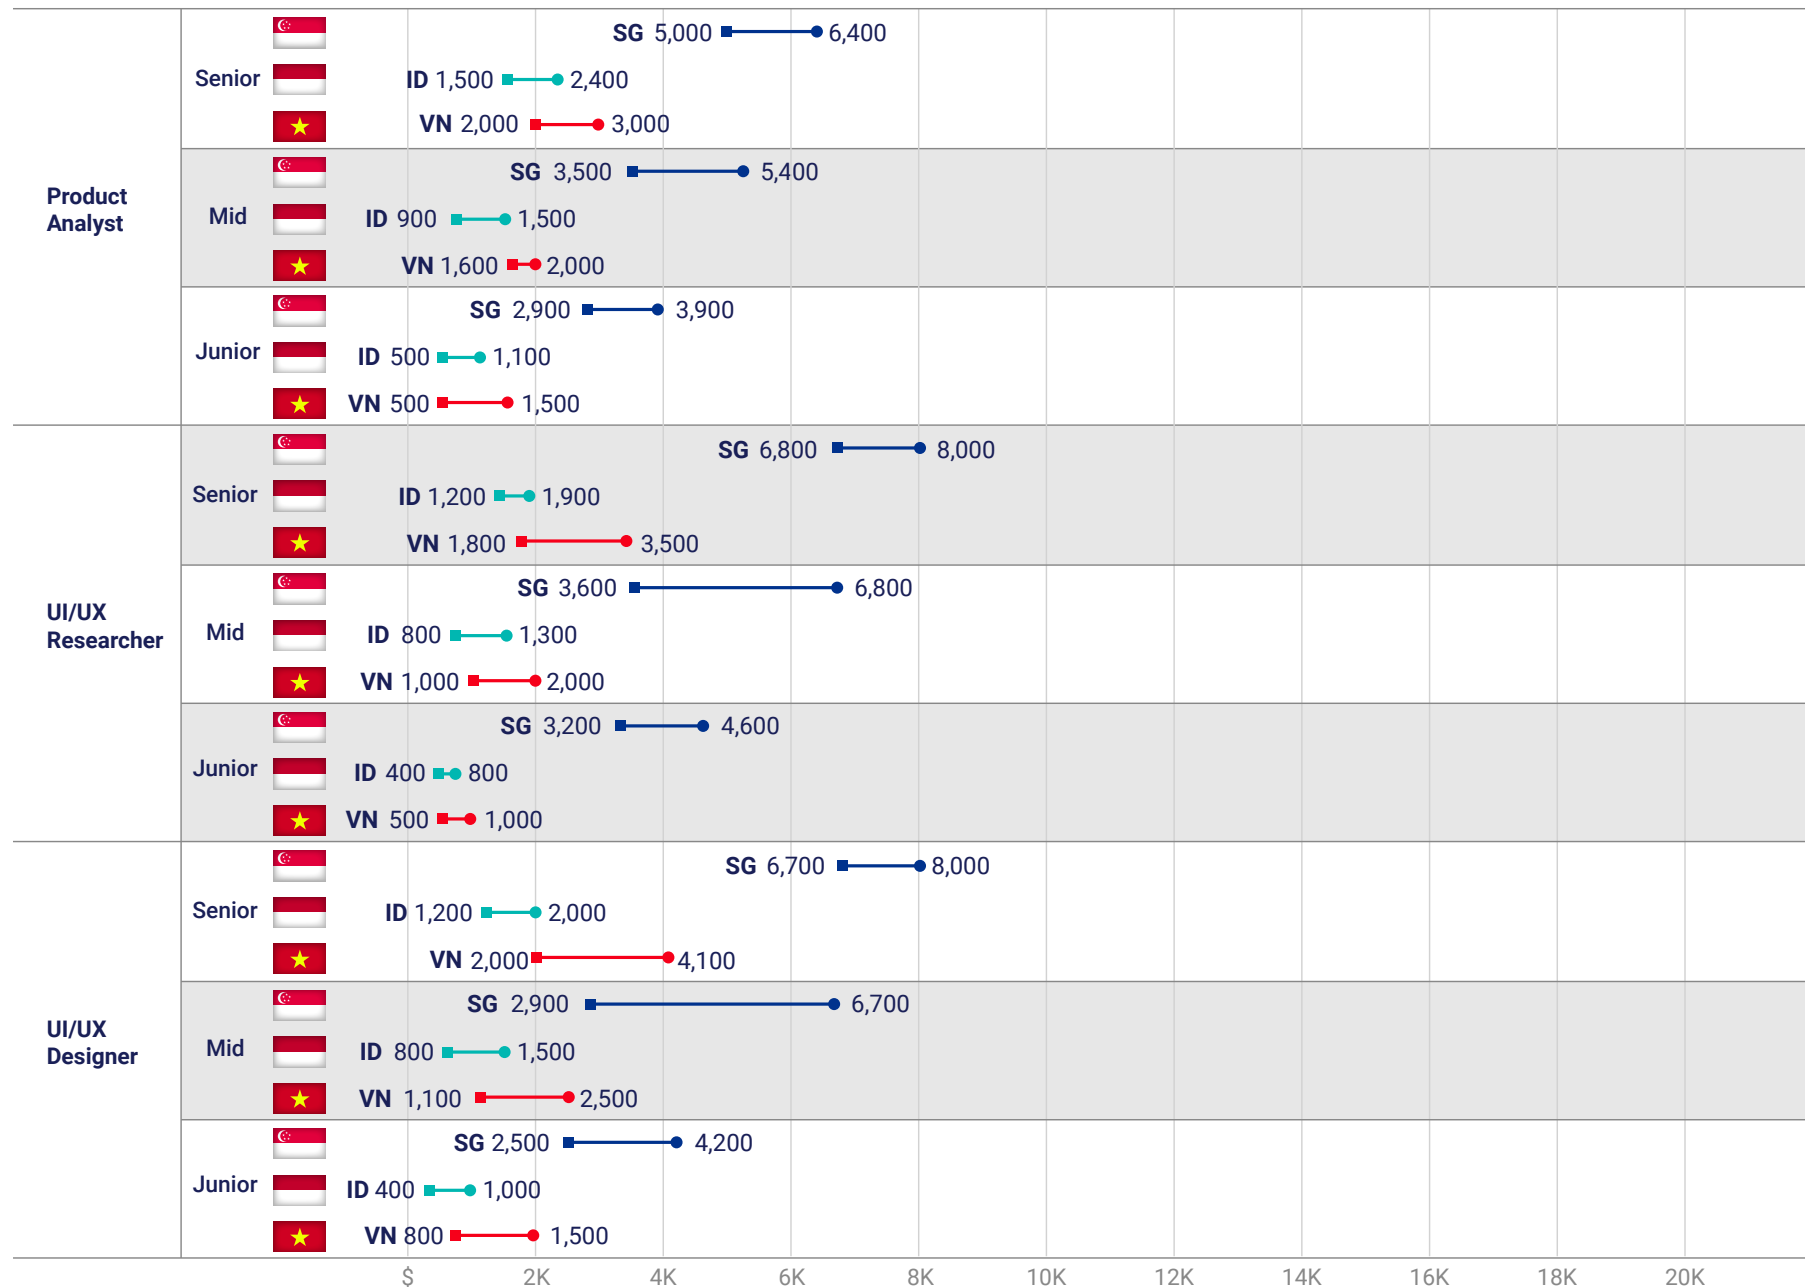 Product
Analyst
Senior
SG 5,000 6,400
ID 1,500 2,400
VN 2,000 3,000
Mid
SG 3,500 5,400
ID 900 1,500
VN 1,600 2,000
Junior
SG 2,900 3,900
ID 500 1,100
VN 500 1,500
UI/UX
Researcher
Senior
SG 6,800 8,000
ID 1,200 1,900
VN 1,800 3,500
Mid
SG 3,600 6,800
ID 800 1,300
VN 1,000 2,000
Junior
SG 3,200 4,600
ID 400 800
VN 500 1,000
UI/UX
Designer
Senior
SG 6,700 8,000
ID 1,200 2,000
VN 2,000 4,100
Mid
SG 2,900 6,700
ID 800 1,500
VN 1,100 2,500
Junior
SG 2,500 4,200
ID 400 1,000
VN 800 1,500
$ 2K 4K 6K 8K 10K 12K 14K 16K 18K 20K